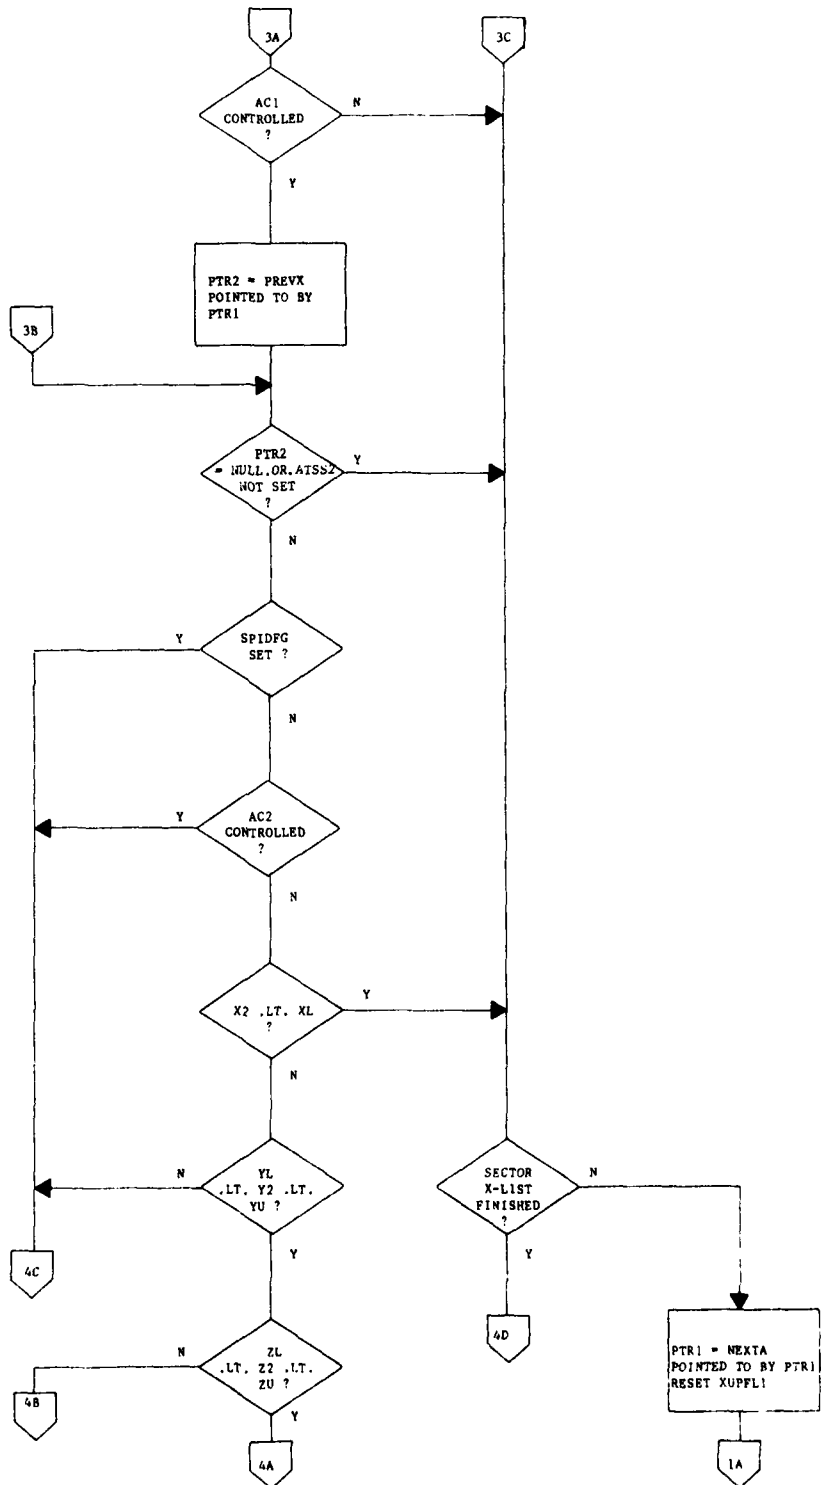 3A
3C
AC1
CONTROLLED
?
N
Y
PTR2 = PREVX
POINTED TO BY
PTR1
3B
PTR2
= NULL.OR.ATSS2
NOT SET
?
Y
N
SPIDFG
SET ?
Y
N
AC2
CONTROLLED
?
Y
N
X2 .LT. XL
?
Y
N
YL
.LT. Y2 .LT.
YU ?
N
Y
SECTOR
X-LIST
FINISHED
?
N
Y
4C
4D
ZL
.LT. Z2 .LT.
ZU ?
N
Y
PTR1 = NEXTA
POINTED TO BY PTR1
RESET XUPFL1
4B
4A
1A